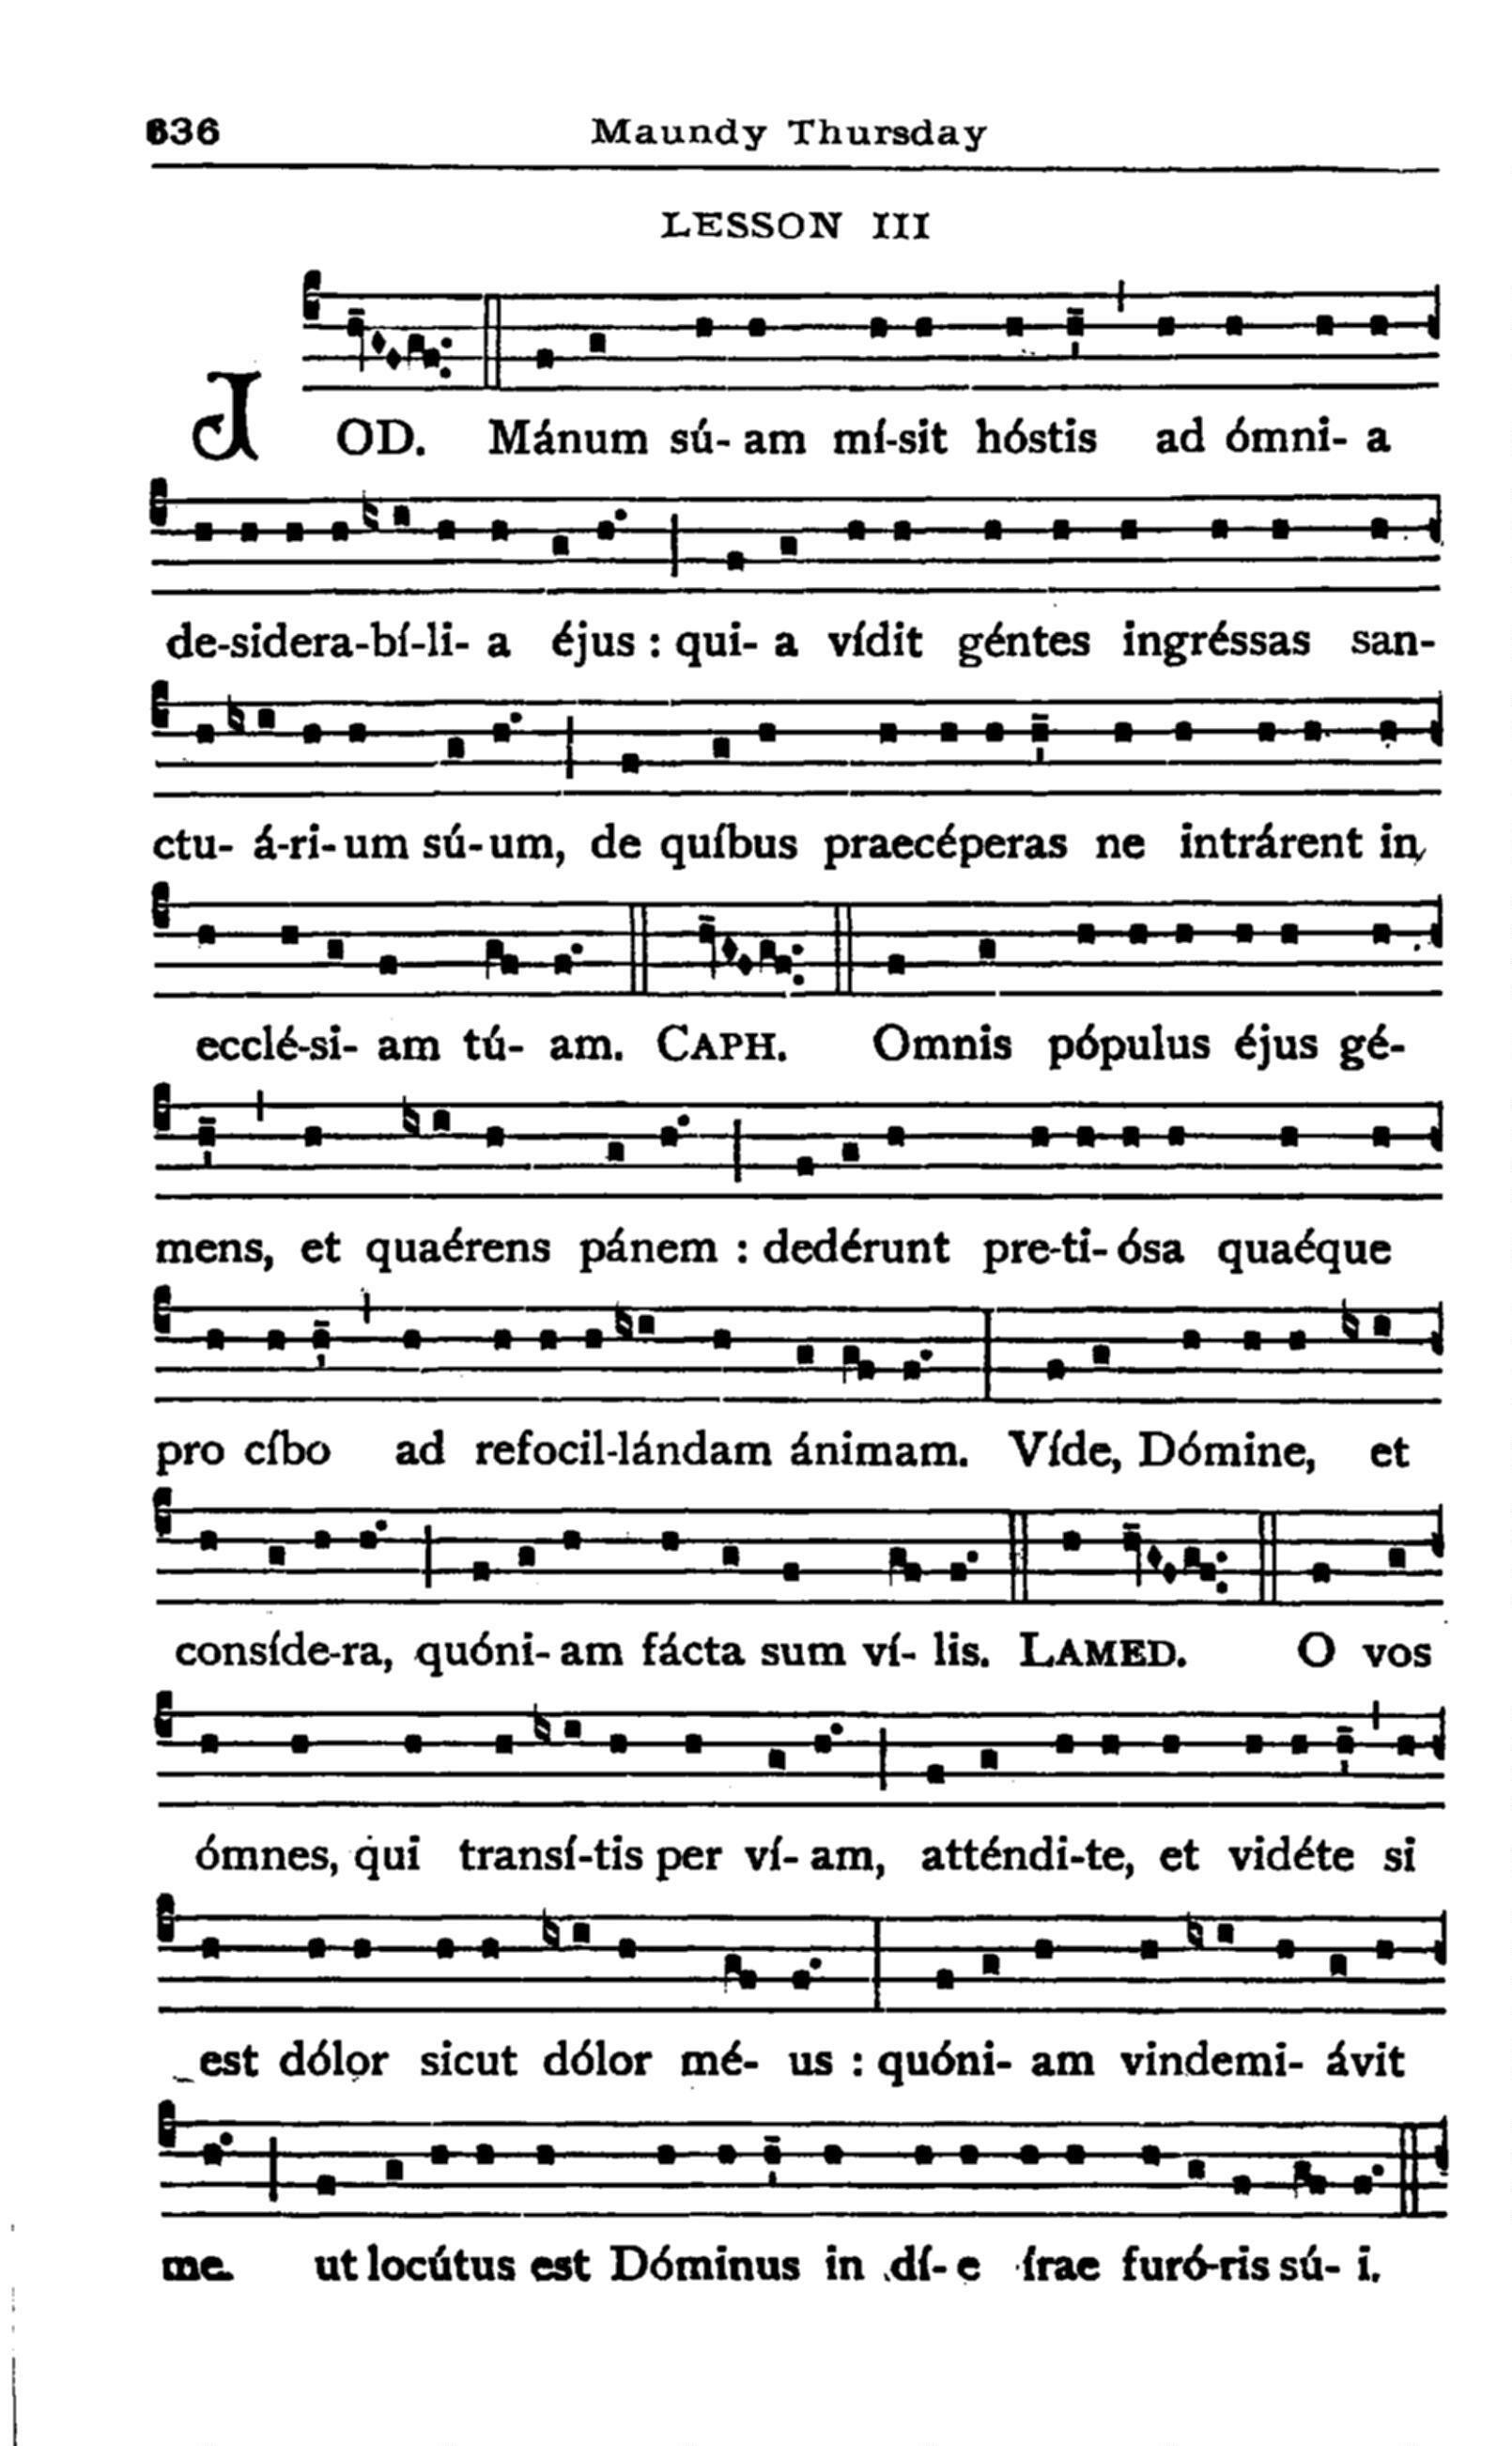 636 Maundy Thursday
LESSON III
JOD. Mánum sú- am mí-sit hóstis ad ómni- a
de-sidera-bí-li- a éjus : qui- a vídit géntes ingréssas san-
ctu- á-ri- um sú-um, de quíbus praecéperas ne intrárent in
ecclé-si- am tú- am. CAPH. Omnis pópulus éjus gé-
mens, et quaérens pánem : dedérunt pre-ti- ósa quaéque
pro cíbo ad refocil-lándam ánimam. Víde, Dómine, et
consíde-ra, quóni- am fácta sum ví- lis. LAMED. O vos
ómnes, qui transí-tis per ví- am, atténdi-te, et vidéte si
est dólor sicut dólor mé- us : quóni- am vindemi- ávit
me ut locútus est Dóminus in dí- e írae furó-ris sú- i.